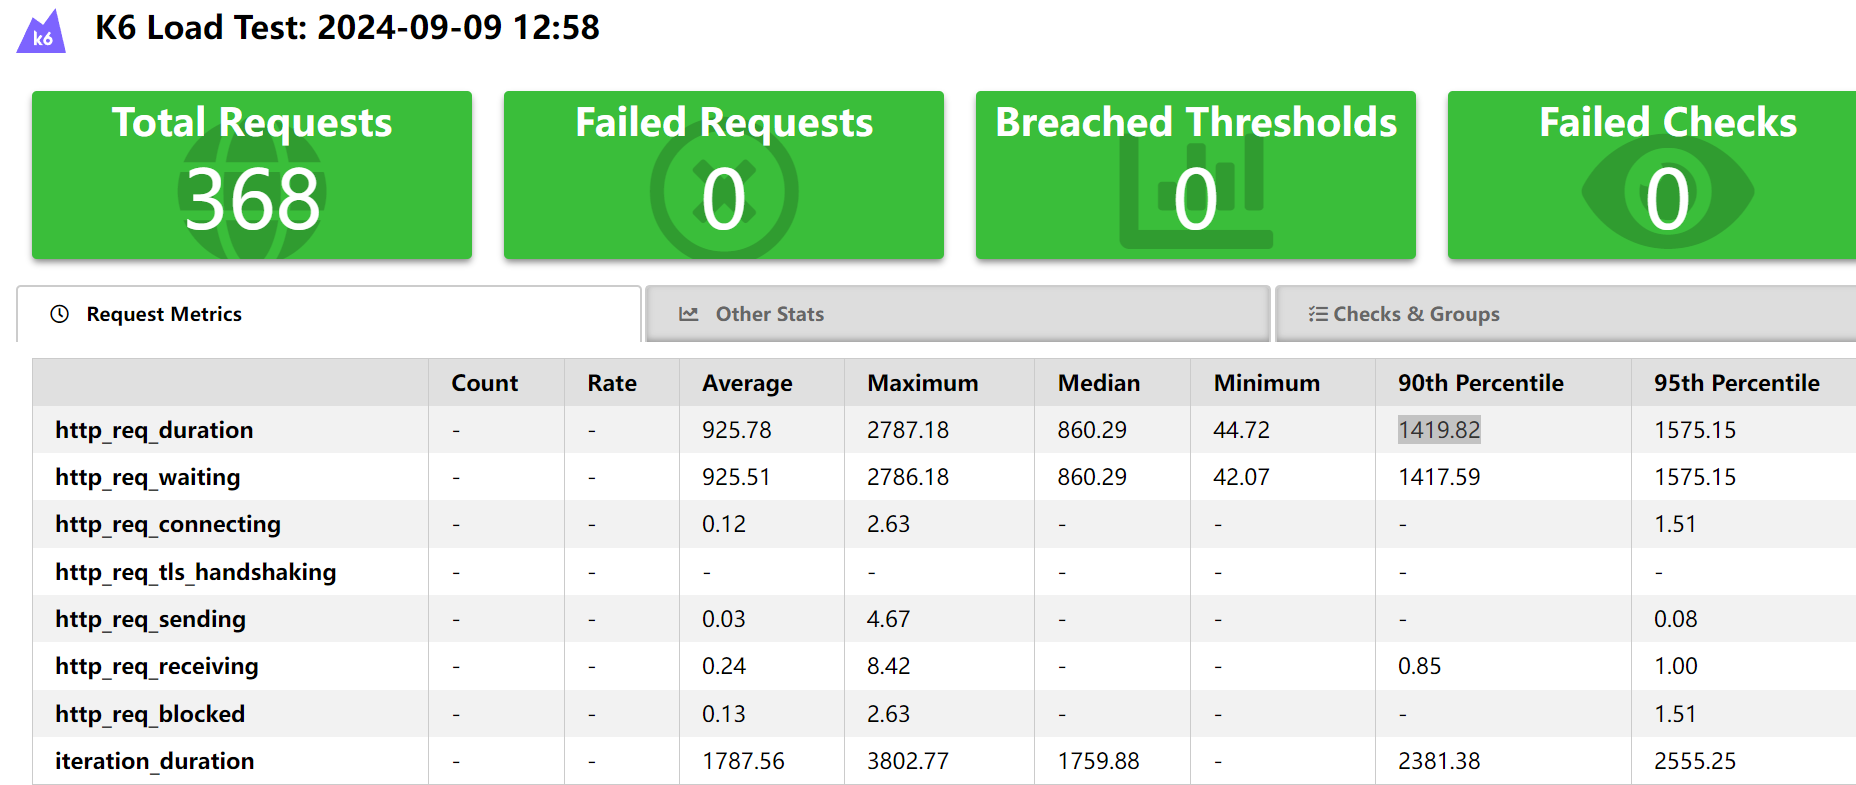 k6
K6 Load Test: 2024-09-09 12:58
Total Requests
368
Failed Requests
0
Breached Thresholds
0
Failed Checks
0
Request Metrics
Other Stats
Checks & Groups
Count Rate Average Maximum Median Minimum 90th Percentile 95th Percentile
http_req_duration - - 925.78 2787.18 860.29 44.72 1419.82 1575.15
http_req_waiting - - 925.51 2786.18 860.29 42.07 1417.59 1575.15
http_req_connecting - - 0.12 2.63 - - - 1.51
http_req_tls_handshaking - - - - - - - -
http_req_sending - - 0.03 4.67 - - - 0.08
http_req_receiving - - 0.24 8.42 - - 0.85 1.00
http_req_blocked - - 0.13 2.63 - - - 1.51
iteration_duration - - 1787.56 3802.77 1759.88 - 2381.38 2555.25